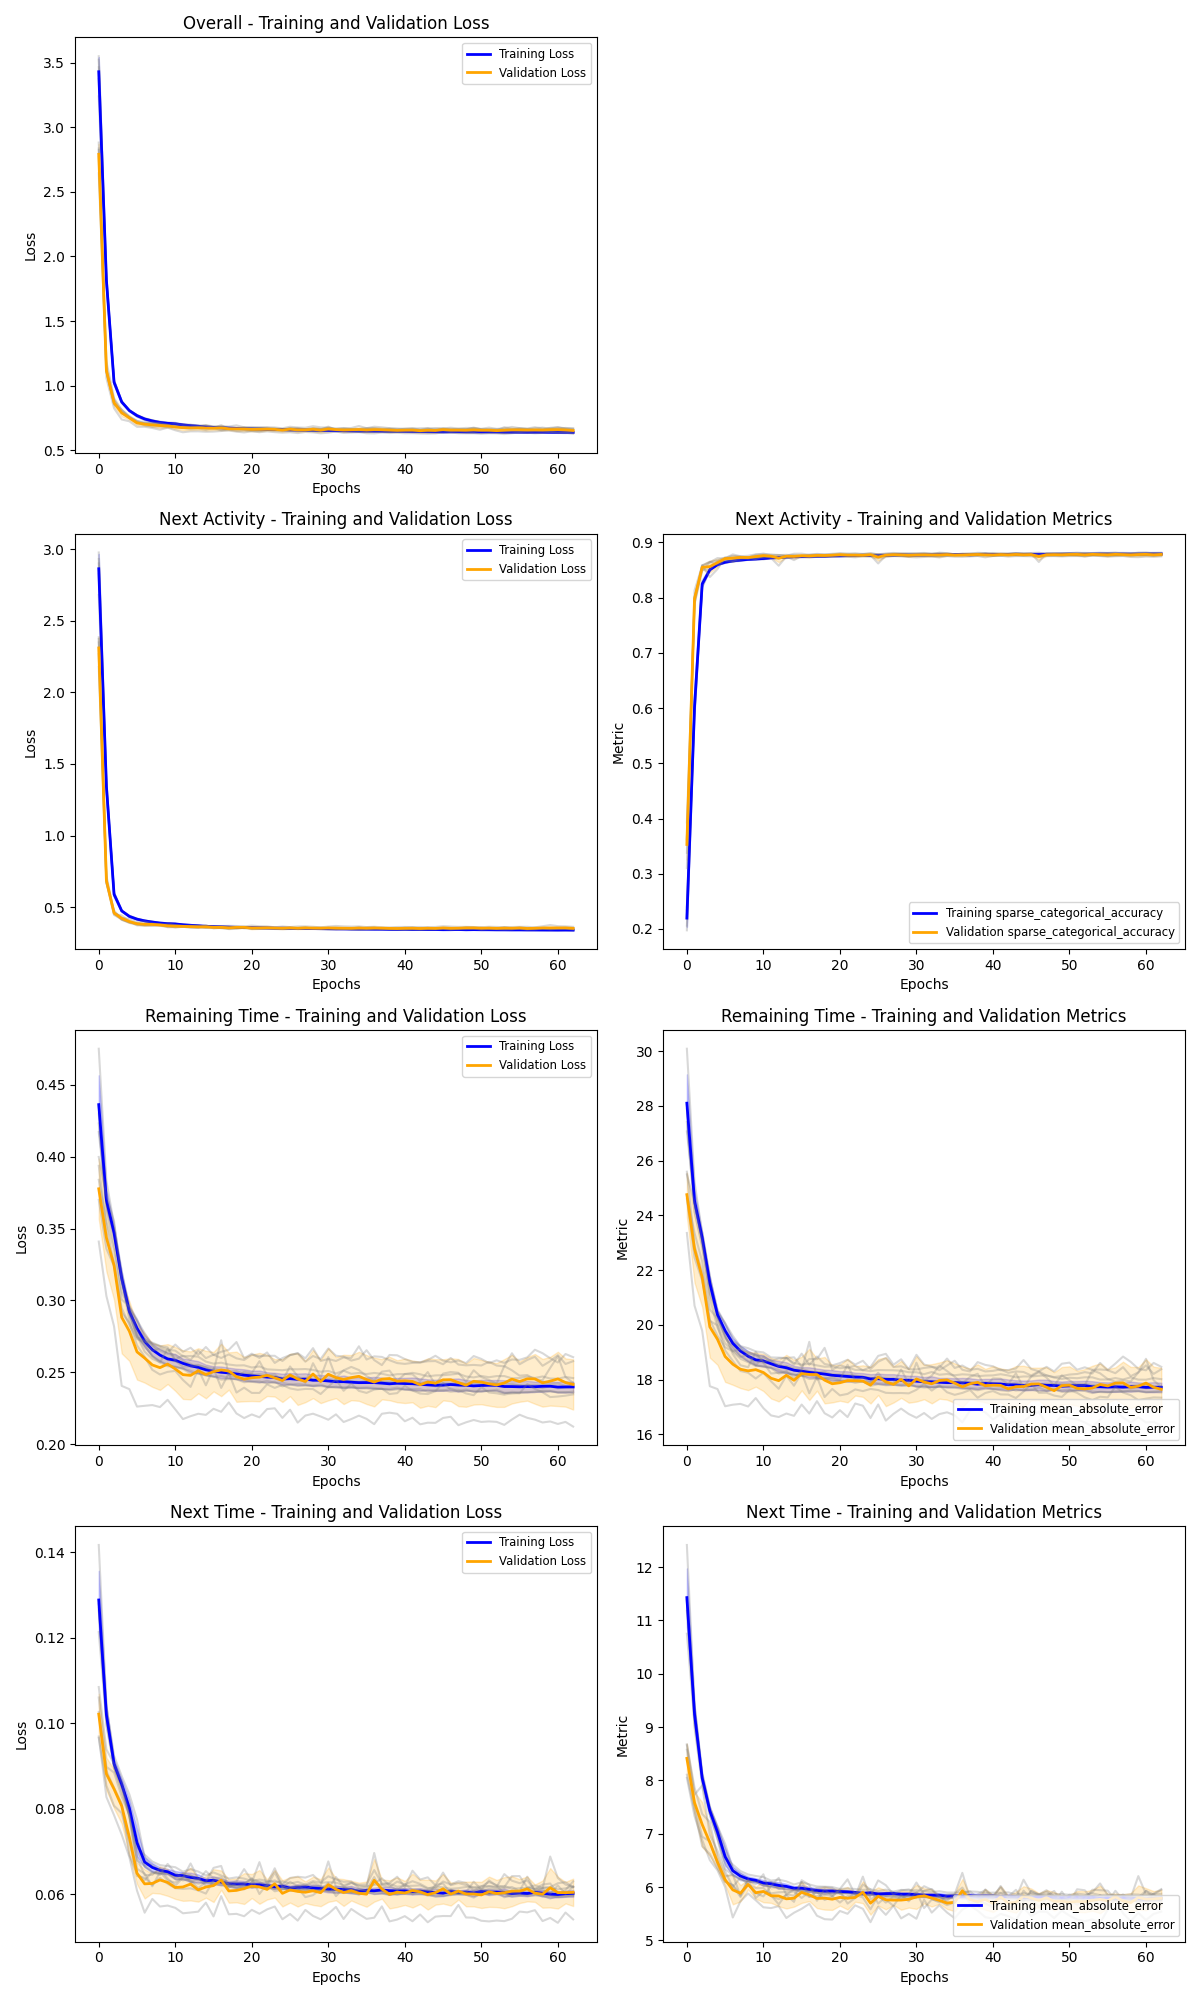 Overall - Training and Validation Loss
Training Loss
Validation Loss
3.5
3.0
2.5
2.0
1.5
1.0
0.5
Loss
0 10 20 30 40 50 60
Epochs
Next Activity - Training and Validation Loss
Training Loss
Validation Loss
3.0
2.5
2.0
1.5
1.0
0.5
Loss
0 10 20 30 40 50 60
Epochs
Next Activity - Training and Validation Metrics
0.9
0.8
0.7
0.6
0.5
0.4
0.3
0.2
Metric
Training sparse_categorical_accuracy
Validation sparse_categorical_accuracy
0 10 20 30 40 50 60
Epochs
Remaining Time - Training and Validation Loss
Training Loss
Validation Loss
0.45
0.40
0.35
0.30
0.25
0.20
Loss
0 10 20 30 40 50 60
Epochs
Remaining Time - Training and Validation Metrics
30
28
26
24
22
20
18
16
Metric
Training mean_absolute_error
Validation mean_absolute_error
0 10 20 30 40 50 60
Epochs
Next Time - Training and Validation Loss
Training Loss
Validation Loss
0.14
0.12
0.10
0.08
0.06
Loss
0 10 20 30 40 50 60
Epochs
Next Time - Training and Validation Metrics
12
11
10
9
8
7
6
5
Metric
Training mean_absolute_error
Validation mean_absolute_error
0 10 20 30 40 50 60
Epochs